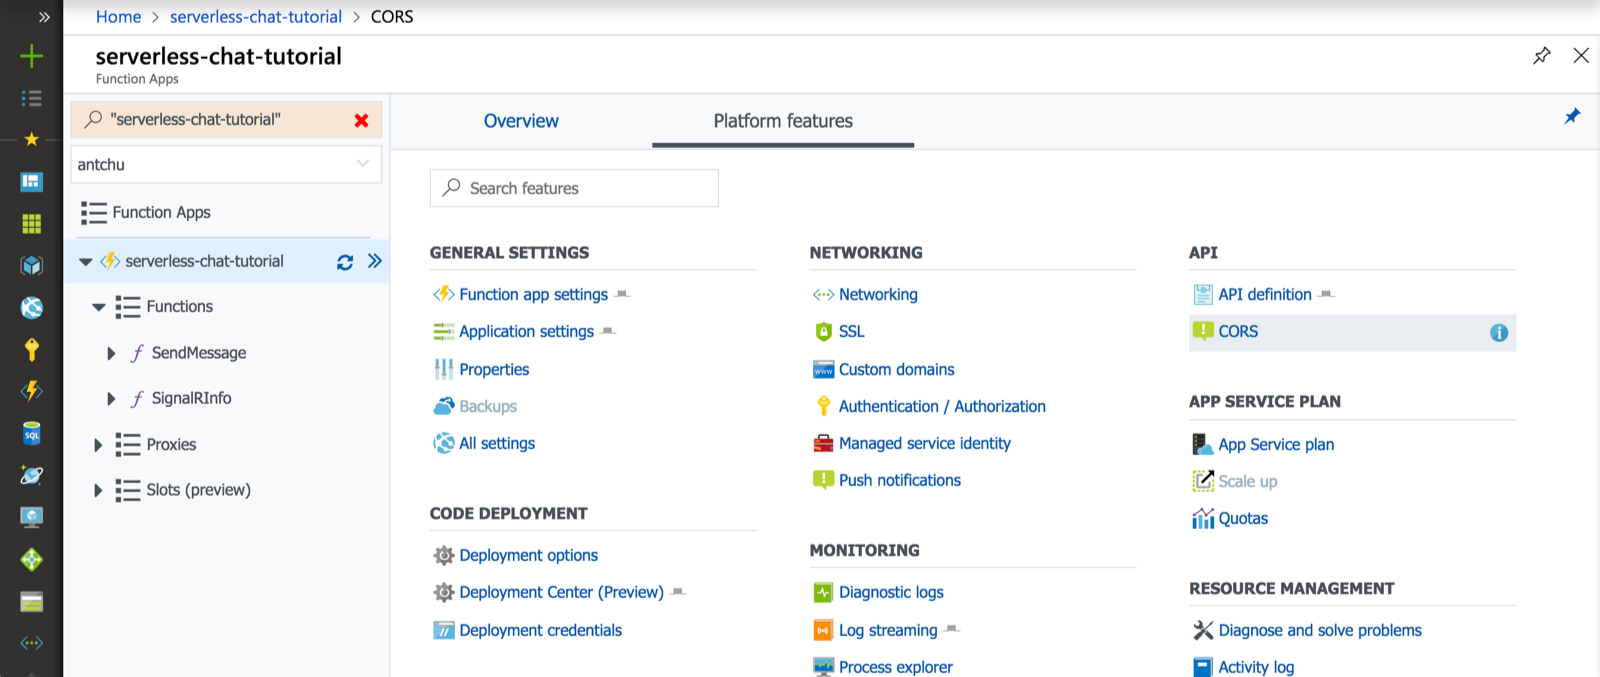 Home > serverless-chat-tutorial > CORS
serverless-chat-tutorial
Function Apps
"serverless-chat-tutorial"
antchu
Function Apps
serverless-chat-tutorial
Functions
SendMessage
SignalRInfo
Proxies
Slots (preview)
SQL
Overview
Platform features
Search features
GENERAL SETTINGS
Function app settings
Application settings
Properties
Backups
All settings
CODE DEPLOYMENT
Deployment options
Deployment Center (Preview)
Deployment credentials
NETWORKING
Networking
SSL
www
Custom domains
Authentication / Authorization
Managed service identity
Push notifications
MONITORING
Diagnostic logs
Log streaming
Process explorer
API
API definition
CORS
APP SERVICE PLAN
App Service plan
Scale up
Quotas
RESOURCE MANAGEMENT
Diagnose and solve problems
Activity log